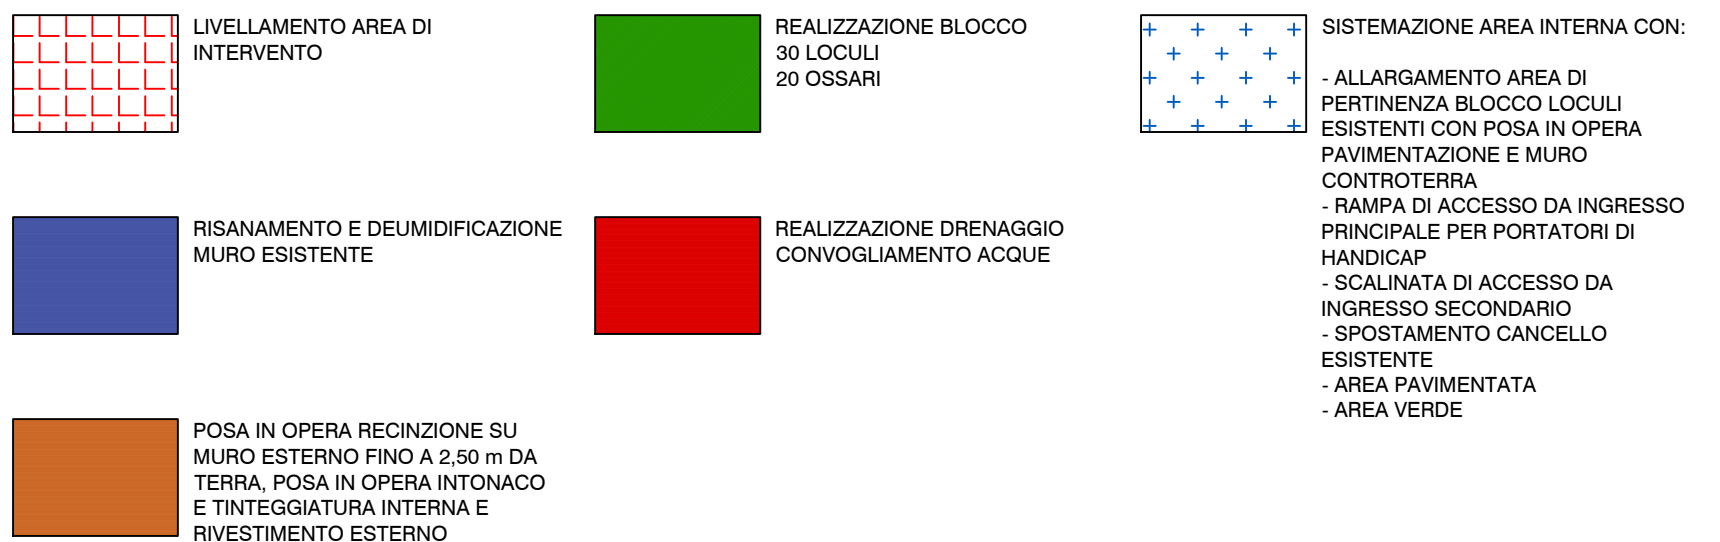 LIVELLAMENTO AREA DI
INTERVENTO
RISANAMENTO E DEUMIDIFICAZIONE
MURO ESISTENTE
POSA IN OPERA RECINZIONE SU
MURO ESTERNO FINO A 2,50 m DA
TERRA, POSA IN OPERA INTONACO
E TINTEGGIATURA INTERNA E
RIVESTIMENTO ESTERNO
REALIZZAZIONE BLOCCO
30 LOCULI
20 OSSARI
REALIZZAZIONE DRENAGGIO
CONVOGLIAMENTO ACQUE
SISTEMAZIONE AREA INTERNA CON:
- ALLARGAMENTO AREA DI
PERTINENZA BLOCCO LOCULI
ESISTENTI CON POSA IN OPERA
PAVIMENTAZIONE E MURO
CONTROTERRA
- RAMPA DI ACCESSO DA INGRESSO
PRINCIPALE PER PORTATORI DI
HANDICAP
- SCALINATA DI ACCESSO DA
INGRESSO SECONDARIO
- SPOSTAMENTO CANCELLO
ESISTENTE
- AREA PAVIMENTATA
- AREA VERDE